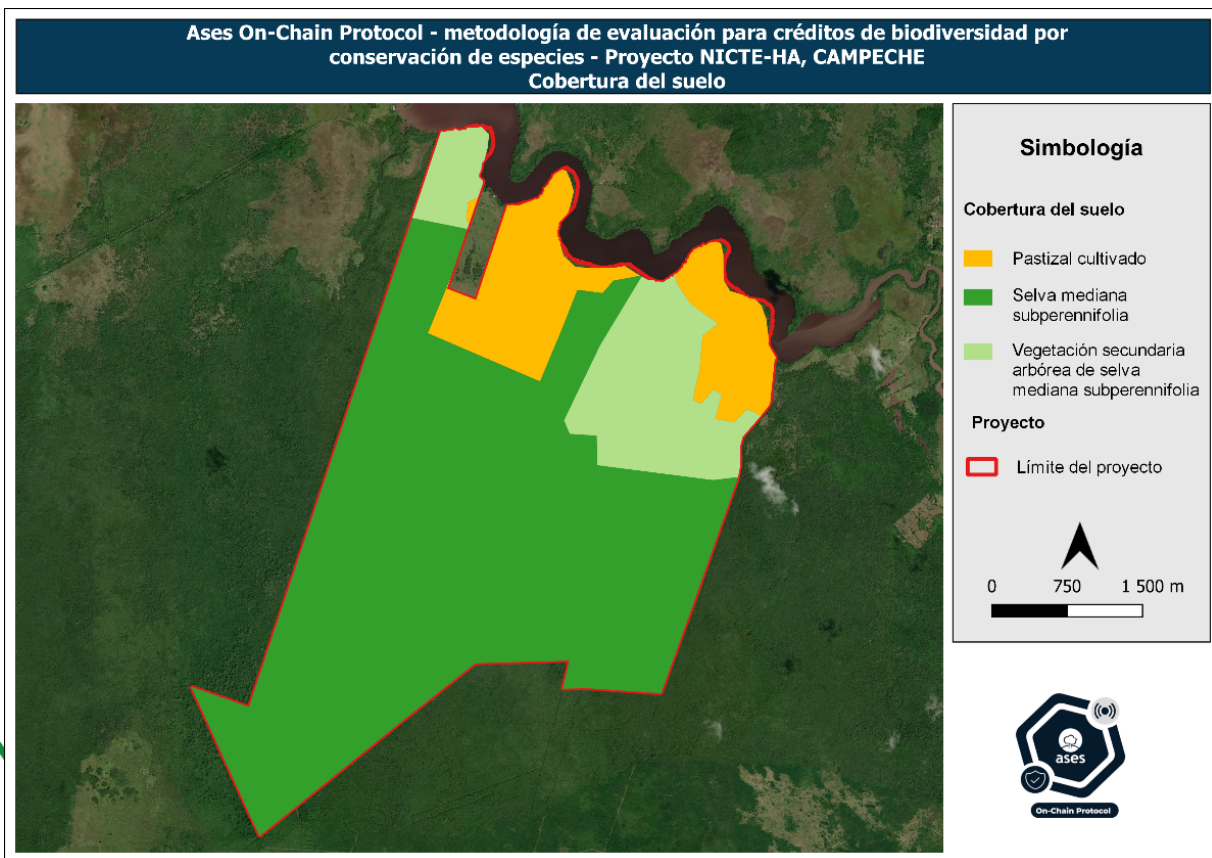 Ases On-Chain Protocol - metodología de evaluación para créditos de biodiversidad por
conservación de especies - Proyecto NICTE-HA, CAMPECHE
Cobertura del suelo
Simbología
Cobertura del suelo
Pastizal cultivado
Selva mediana
subperennifolia
Vegetación secundaria
arbórea de selva
mediana subperennifolia
Proyecto
Límite del proyecto
0 750 1 500 m
ases
On-Chain Protocol